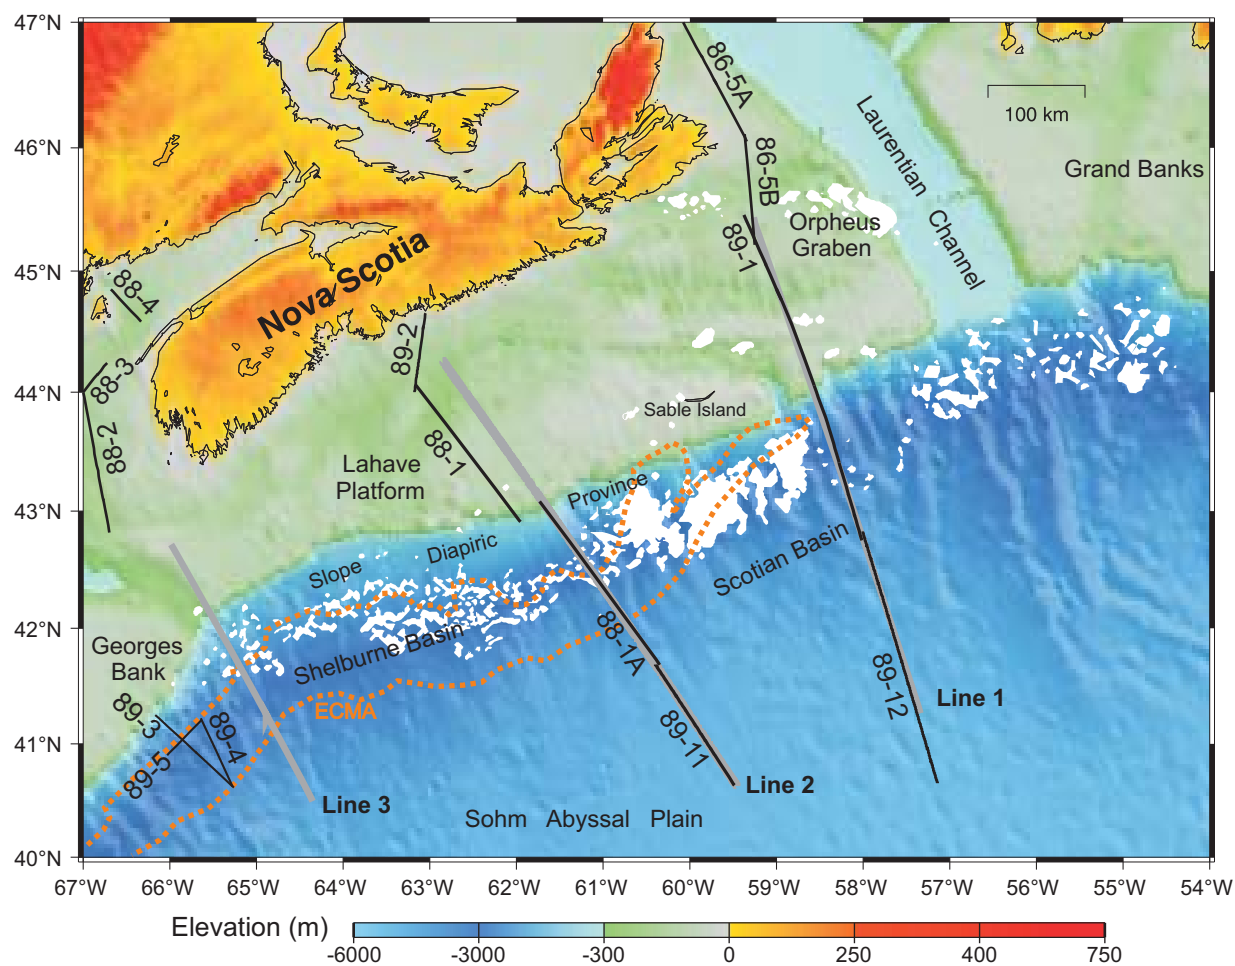 47°N
46°N
45°N
44°N
43°N
42°N
41°N
40°N
86-5A
86-5B
100 km
Laurentian Channel
Grand Banks
Orpheus
Graben
89-1
Nova Scotia
88-4
88-3
88-2
89-2
88-1
Sable Island
Lahave
Platform
Province
Diapiric
Slope
Scotian Basin
Shelburne Basin
88-1A
Georges
Bank
ECMA
89-3
89-4
89-5
89-11
89-12
Line 1
Line 2
Line 3
Sohm Abyssal Plain
67°W 66°W 65°W 64°W 63°W 62°W 61°W 60°W 59°W 58°W 57°W 56°W 55°W 54°W
Elevation (m)
-6000 -3000 -300 0 250 400 750